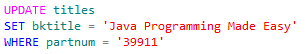 UPDATE titles
SET bktitle = 'Java Programming Made Easy'
WHERE partnum = '39911'